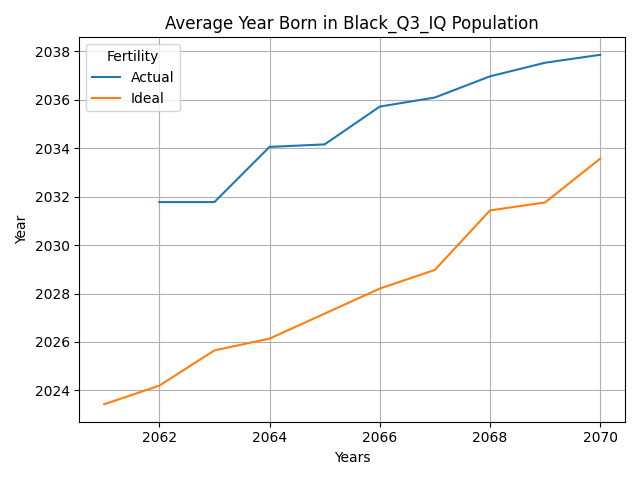 Average Year Born in Black_Q3_IQ Population
Fertility
Actual
Ideal
Year
2038
2036
2034
2032
2030
2028
2026
2024
2062 2064 2066 2068 2070
Years